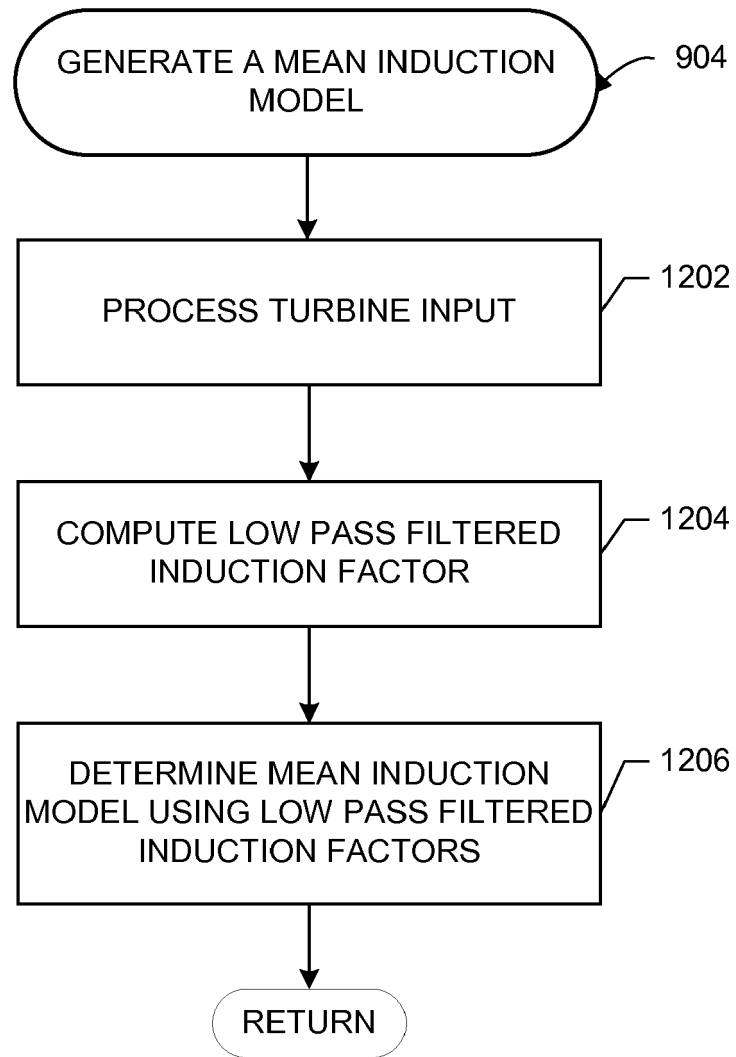 GENERATE A MEAN INDUCTION
MODEL
904
PROCESS TURBINE INPUT
1202
COMPUTE LOW PASS FILTERED
INDUCTION FACTOR
1204
DETERMINE MEAN INDUCTION
MODEL USING LOW PASS FILTERED
INDUCTION FACTORS
1206
RETURN